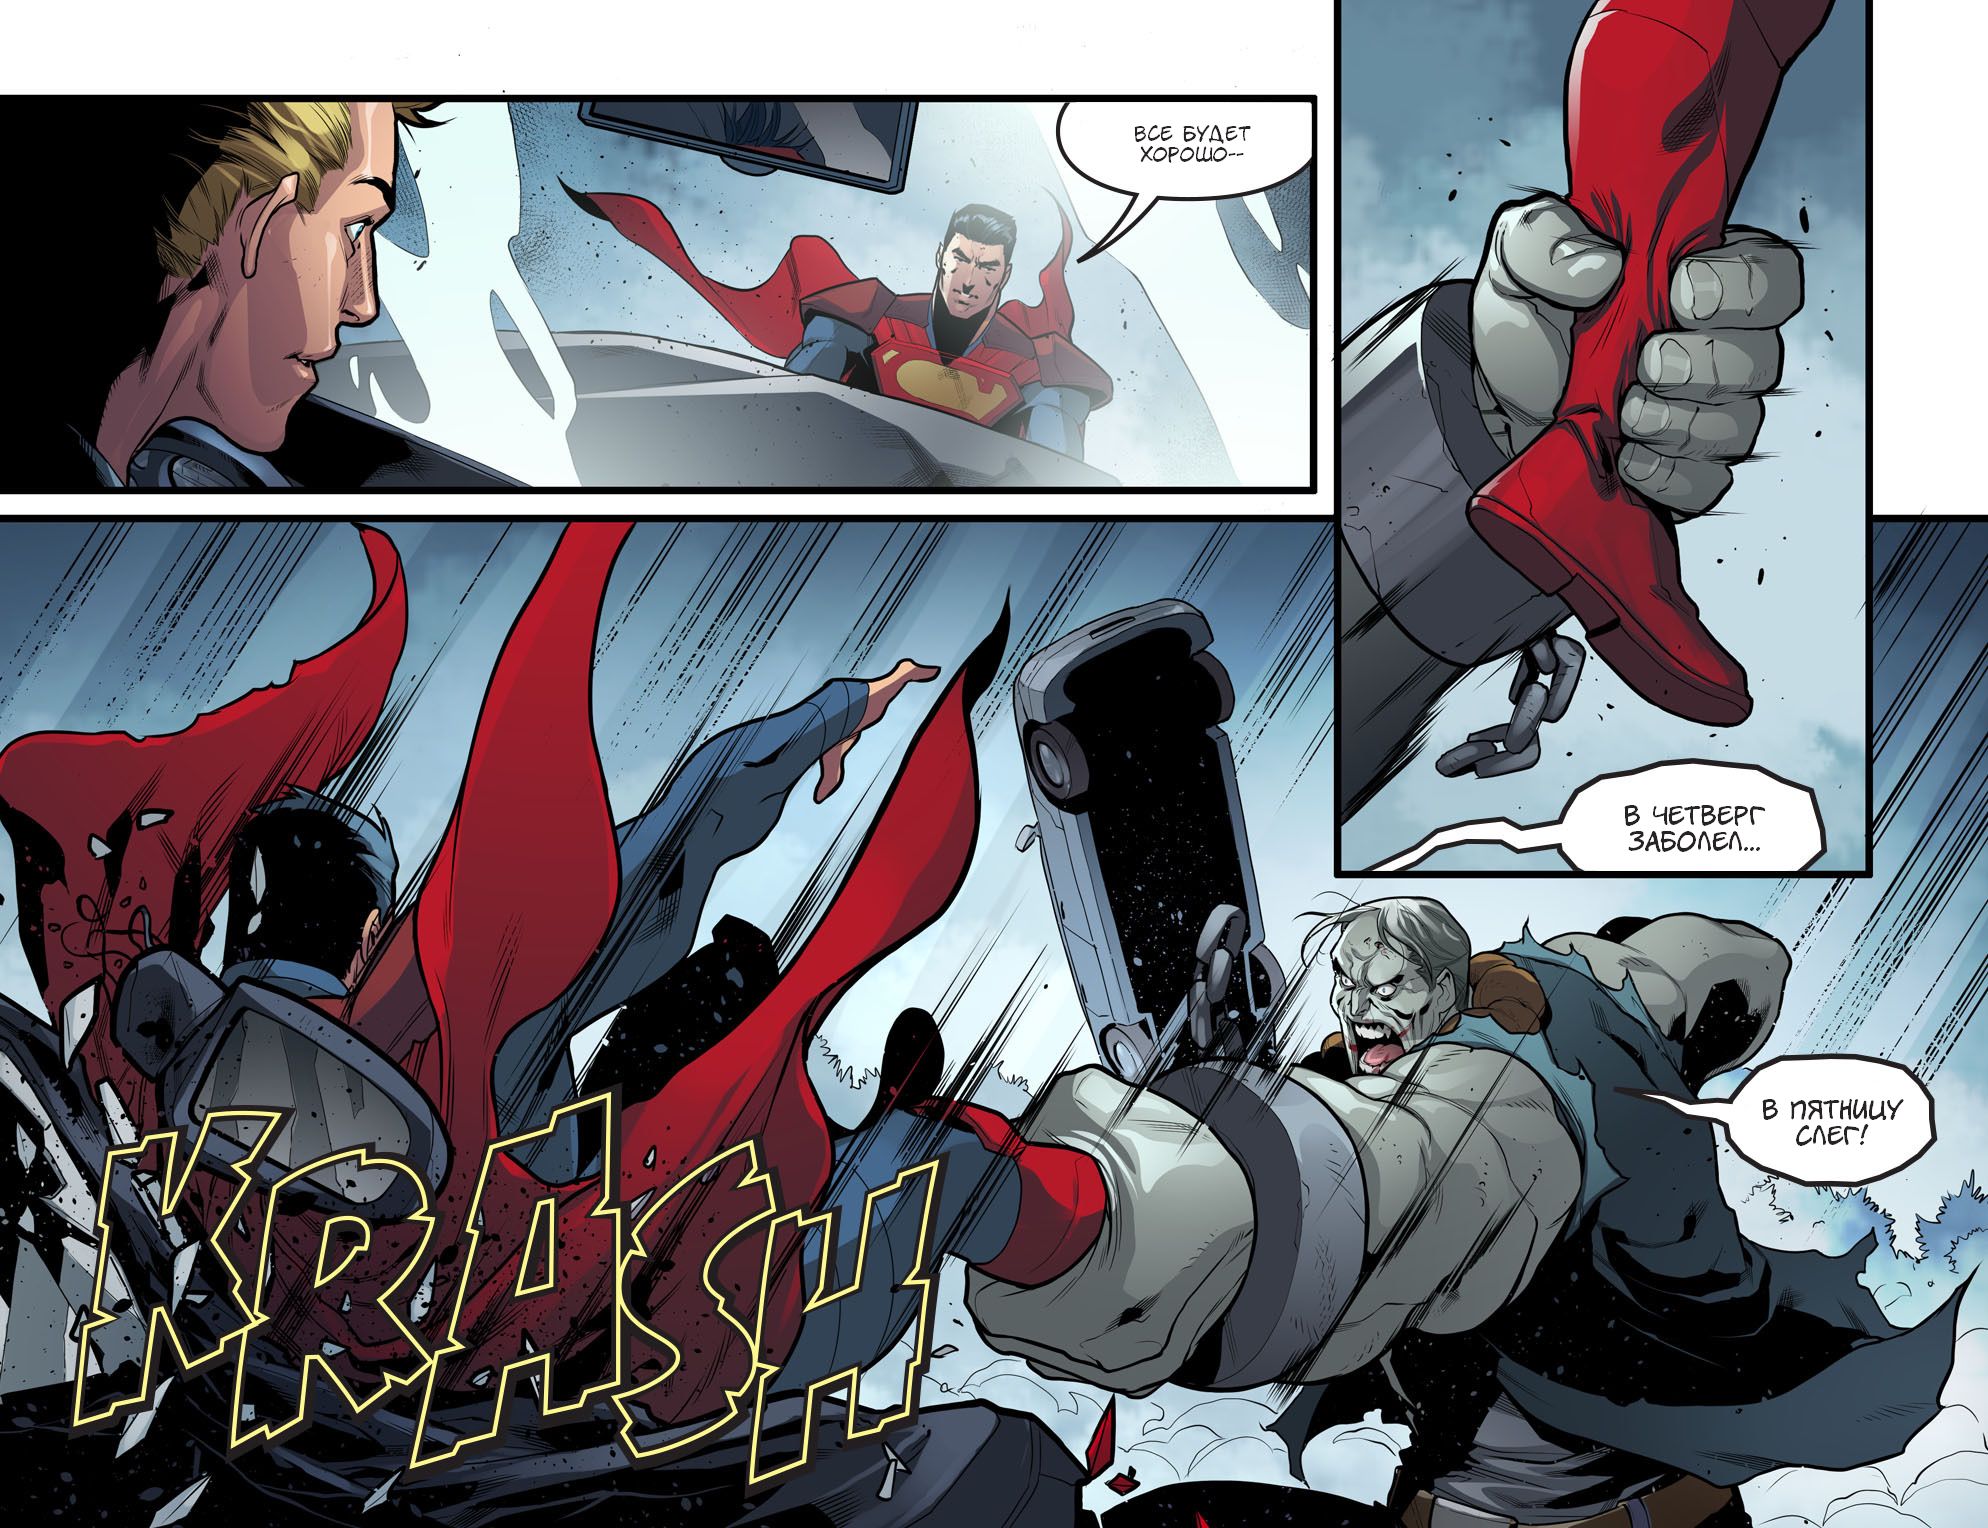 ВСЕ БУДЕТ
ХОРОШО--
В ЧЕТВЕРГ
ЗАБОЛЕЛ...
В ПЯТНИЦУ
СЛЕГ!
KRASH